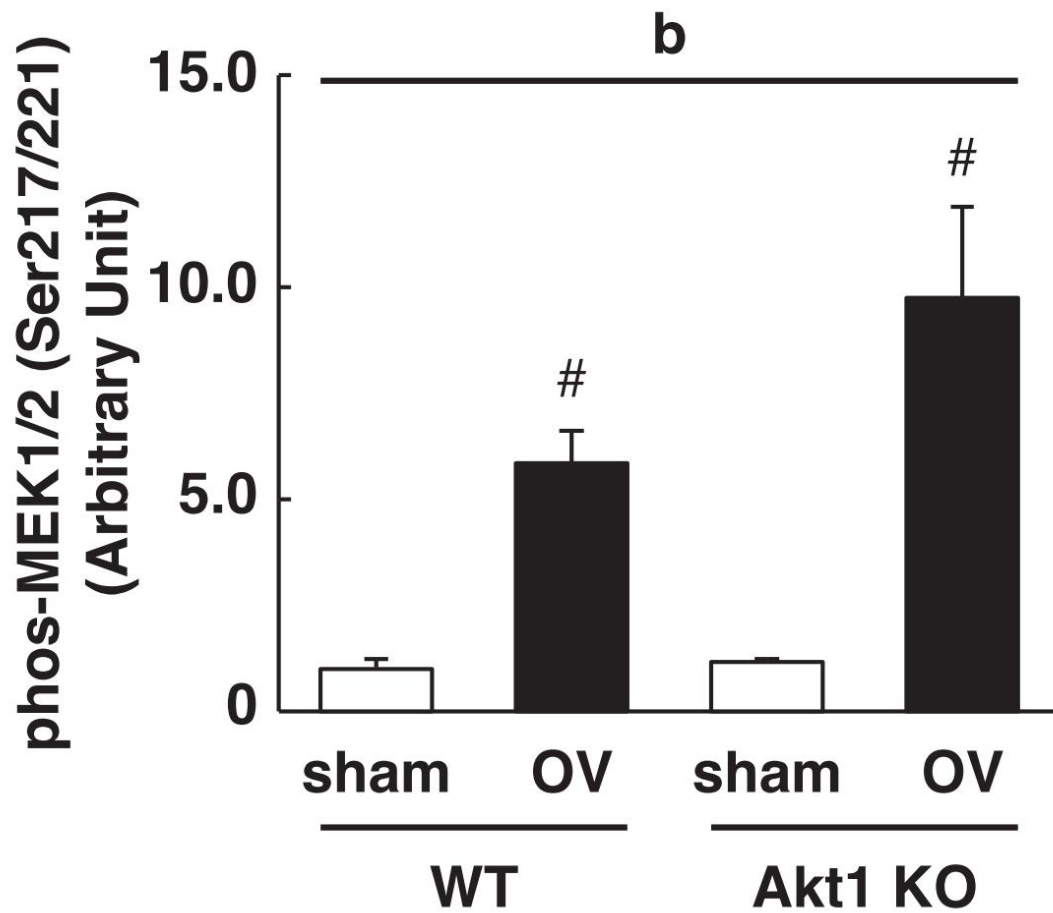 b
phos-MEK1/2 (Ser217/221)
(Arbitrary Unit)
15.0
10.0
5.0
0
#
#
sham OV sham OV
WT Akt1 KO